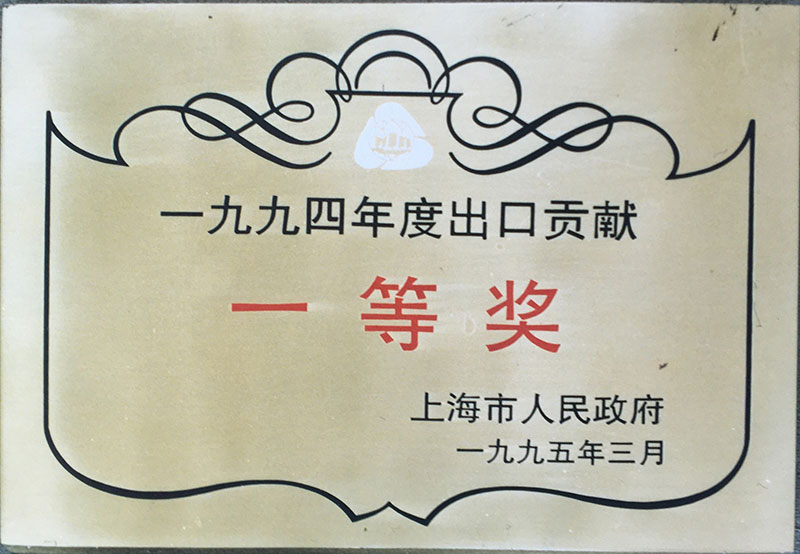 一九九四年度出口贡献
一等奖
上海市人民政府
一九九五年三月